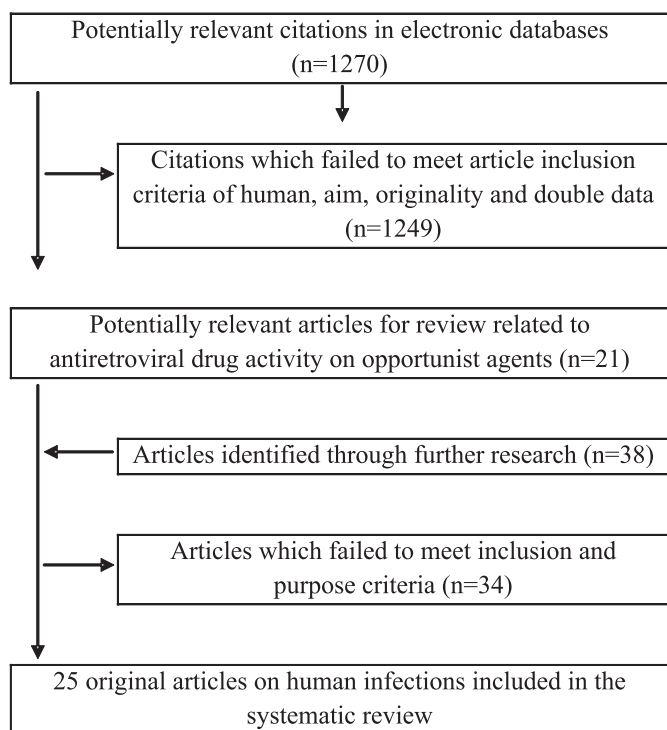 Potentially relevant citations in electronic databases
(n=1270)
Citations which failed to meet article inclusion
criteria of human, aim, originality and double data
(n=1249)
Potentially relevant articles for review related to
antiretroviral drug activity on opportunist agents (n=21)
Articles identified through further research (n=38)
Articles which failed to meet inclusion and
purpose criteria (n=34)
25 original articles on human infections included in the
systematic review